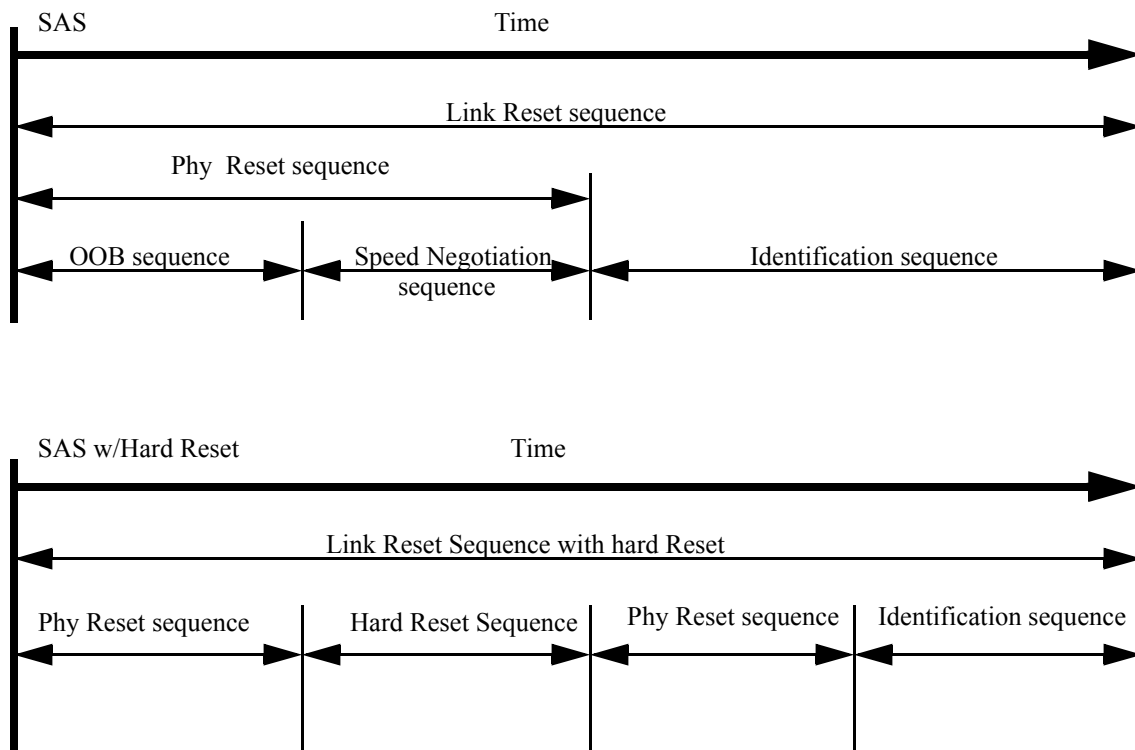 SAS Time
Link Reset sequence
Phy Reset sequence
OOB sequence Speed Negotiation sequence Identification sequence
SAS w/Hard Reset Time
Link Reset Sequence with hard Reset
Phy Reset sequence Hard Reset Sequence Phy Reset sequence Identification sequence